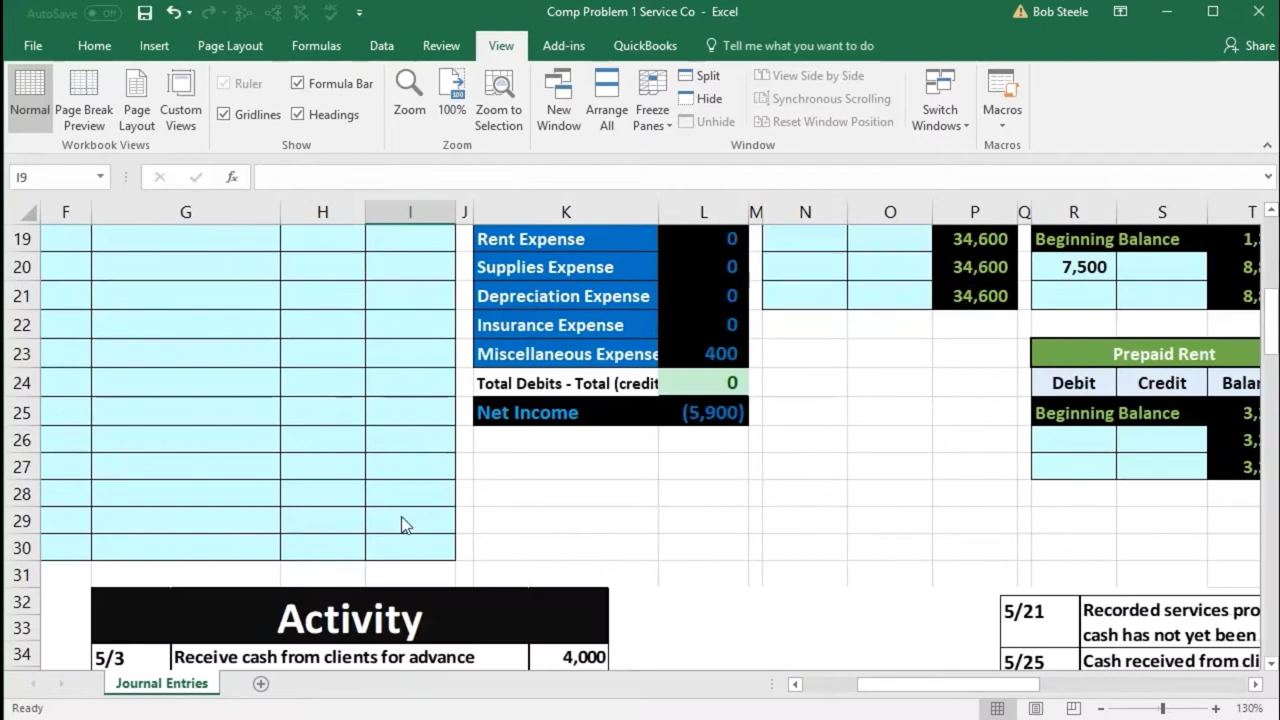 AutoSave Off Comp Problem 1 Service Co - Excel Bob Steele
File Home Insert Page Layout Formulas Data Review View Add-ins QuickBooks Tell me what you want to do Share
Normal
Page Break
Preview
Page
Layout
Custom
Views
Workbook Views
Ruler
Formula Bar
Gridlines
Headings
Show
Zoom
100%
Zoom to
Selection
Zoom
New
Window
Arrange
All
Freeze
Panes
Split
Hide
Unhide
View Side by Side
Synchronous Scrolling
Reset Window Position
Window
Switch
Windows
Macros
Macros
I9 fx
F G H I J K L M N O P Q R S T
19 Rent Expense 0 34,600 Beginning Balance 1,
20 Supplies Expense 0 34,600 7,500 8,
21 Depreciation Expense 0 34,600 8,
22 Insurance Expense 0
23 Miscellaneous Expense 400 Prepaid Rent
24 Total Debits - Total (credit 0 Debit Credit Balar
25 Net Income (5,900) Beginning Balance 3,
26 3,
27 3,
28
29
30
31
32 Activity 5/21 Recorded services pro
33 cash has not yet been
34 5/3 Receive cash from clients for advance 4,000 5/25 Cash received from cli
Journal Entries
Ready 130%